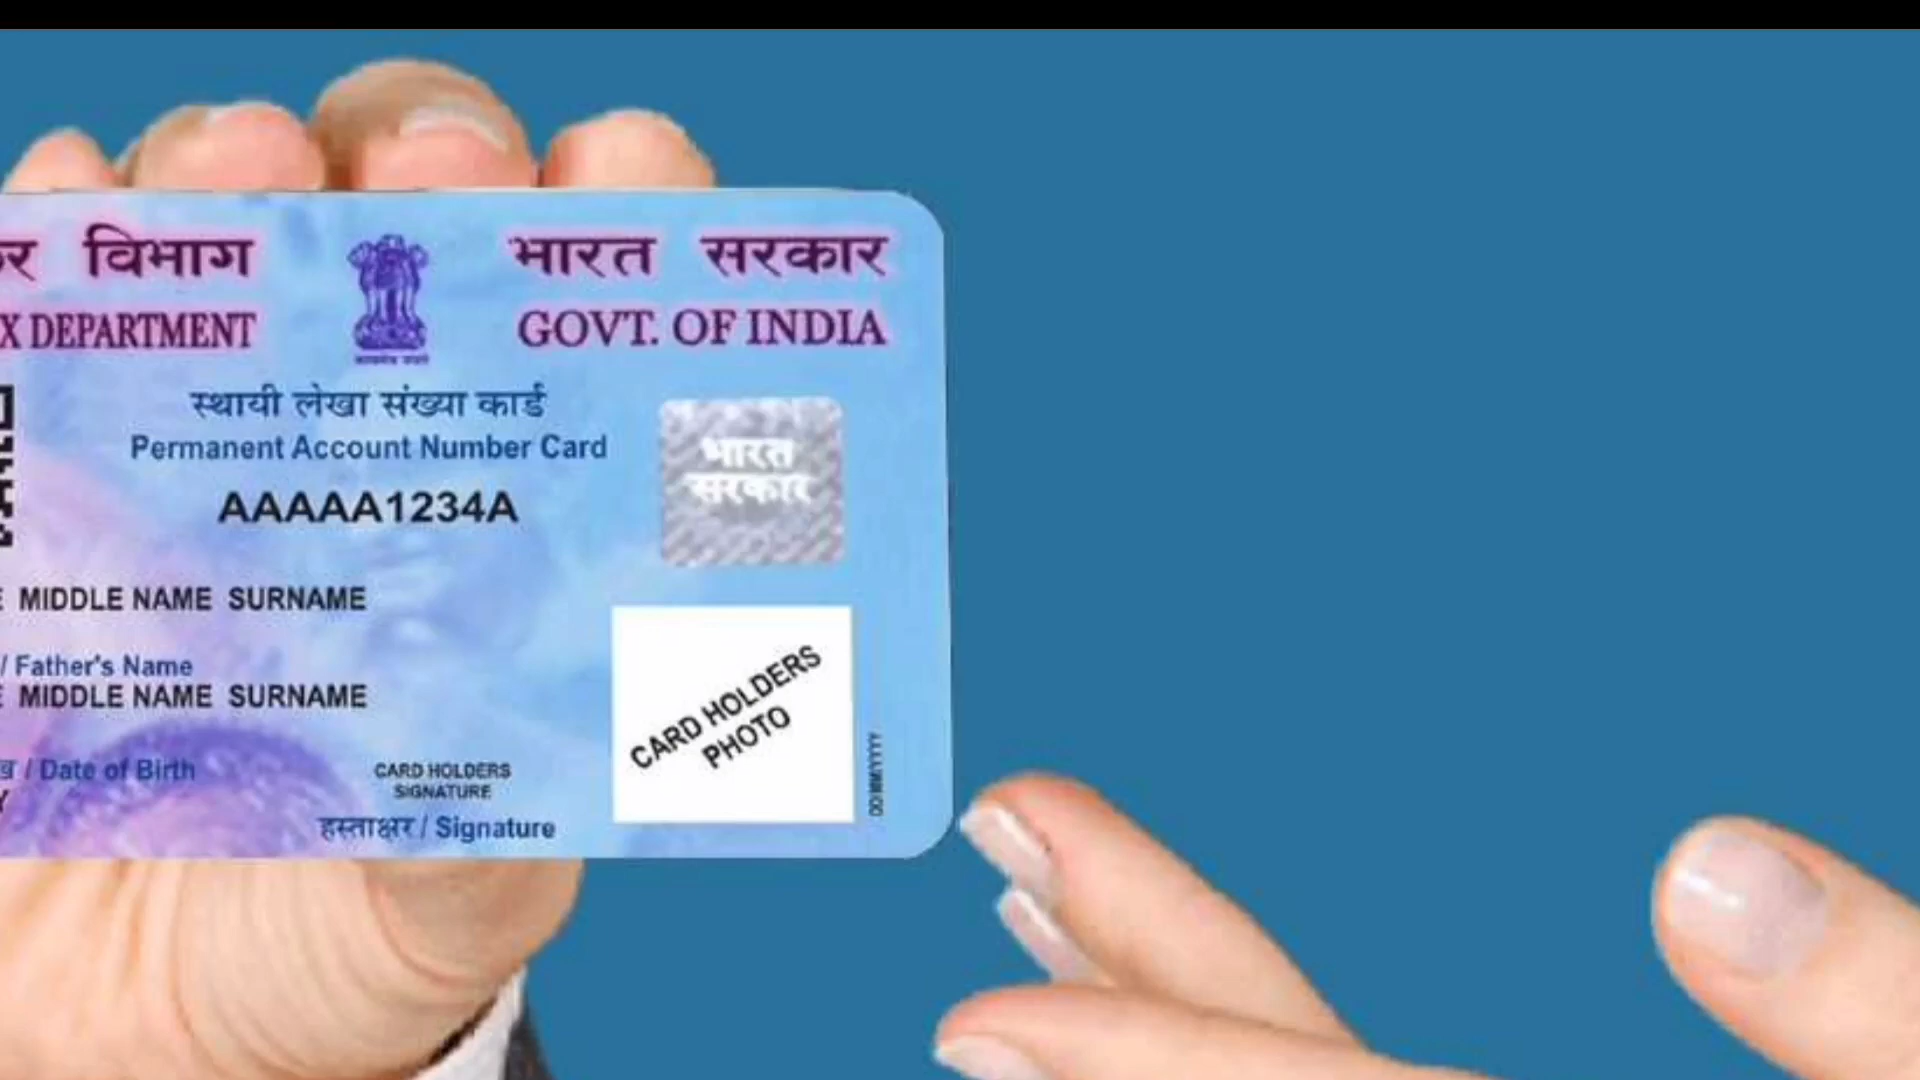 र विभाग
X DEPARTMENT
भारत सरकार
GOVT. OF INDIA
स्थायी लेखा संख्या कार्ड
Permanent Account Number Card
AAAAA1234A
भारत
सरकार
MIDDLE NAME SURNAME
/ Father's Name
MIDDLE NAME SURNAME
CARD HOLDERS
PHOTO
/ Date of Birth
Y
CARD HOLDERS
SIGNATURE
हस्ताक्षर / Signature